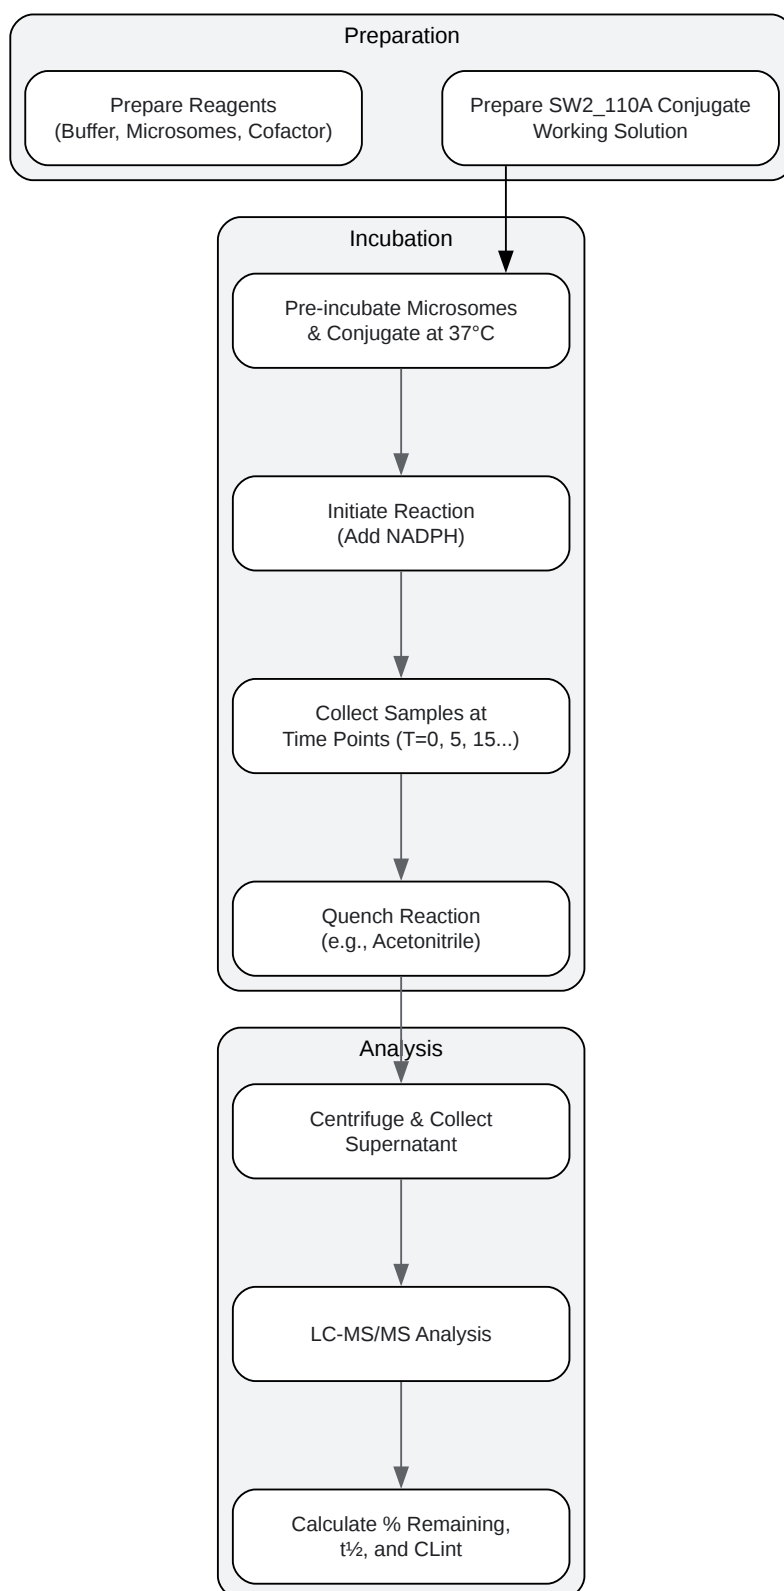 Preparation
Prepare Reagents
(Buffer, Microsomes, Cofactor)
Prepare SW2_110A Conjugate
Working Solution
Incubation
Pre-incubate Microsomes
& Conjugate at 37°C
Initiate Reaction
(Add NADPH)
Collect Samples at
Time Points (T=0, 5, 15...)
Quench Reaction
(e.g., Acetonitrile)
Analysis
Centrifuge & Collect
Supernatant
LC-MS/MS Analysis
Calculate % Remaining,
t½, and CLint